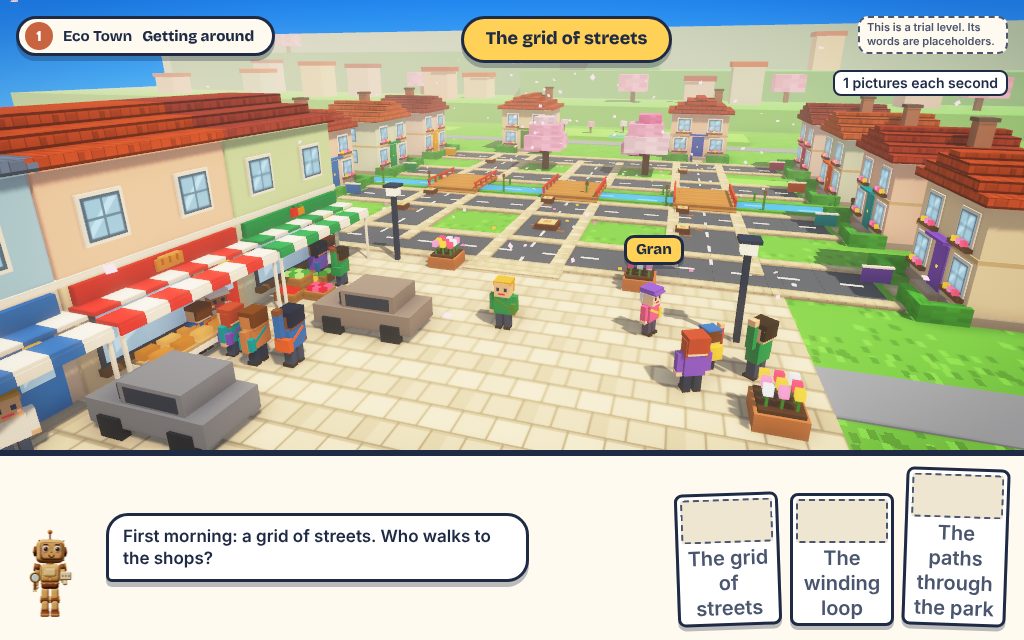 1 Eco Town Getting around
The grid of streets
This is a trial level. Its
words are placeholders.
1 pictures each second
Gran
First morning: a grid of streets. Who walks to
the shops?
The grid
of
streets
The
winding
loop
The
paths
through
the park